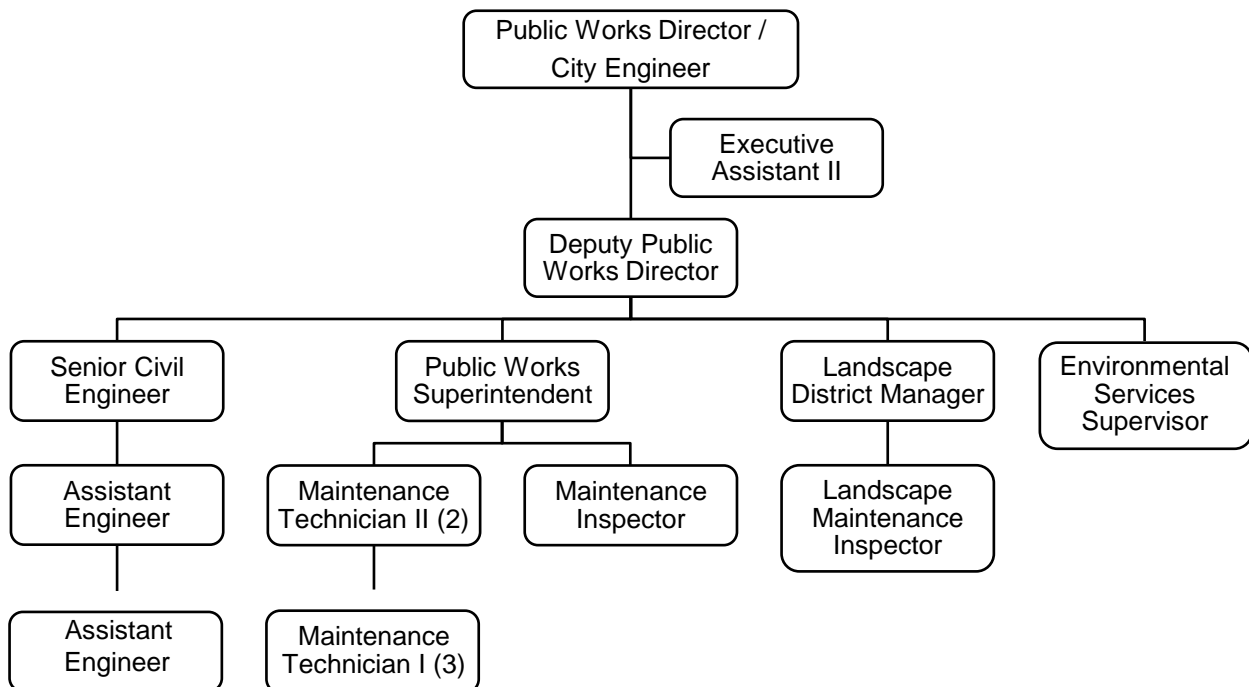 Public Works Director /
City Engineer
Executive
Assistant II
Deputy Public
Works Director
Senior Civil
Engineer
Public Works
Superintendent
Landscape
District Manager
Environmental
Services
Supervisor
Assistant
Engineer
Maintenance
Technician II (2)
Maintenance
Inspector
Landscape
Maintenance
Inspector
Assistant
Engineer
Maintenance
Technician I (3)